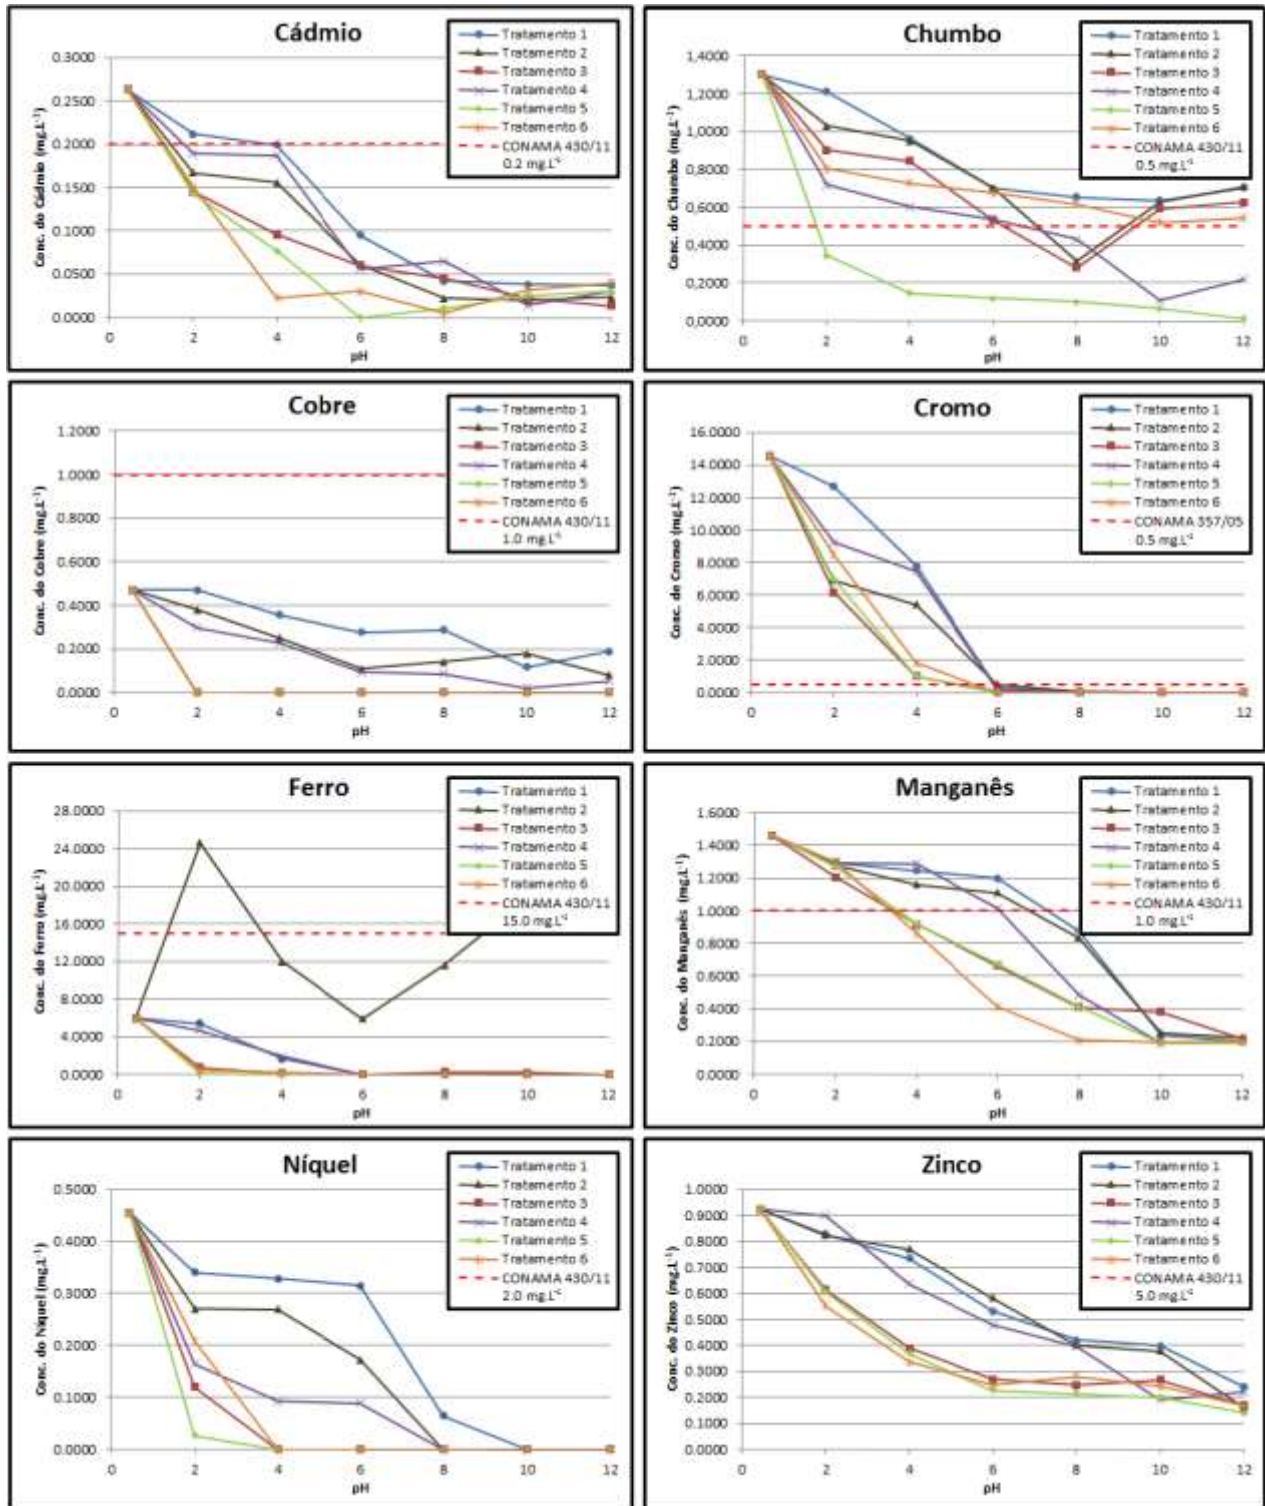 Cádmio
Tratamento 1
Tratamento 2
Tratamento 3
Tratamento 4
Tratamento 5
Tratamento 6
CONAMA 430/11
0.2 mg.L⁻¹
Conc. do Cádmio (mg.L⁻¹)
0.3000
0.2500
0.2000
0.1500
0.1000
0.0500
0.0000
0 2 4 6 8 10 12
pH
Chumbo
Tratamento 1
Tratamento 2
Tratamento 3
Tratamento 4
Tratamento 5
Tratamento 6
CONAMA 430/11
0.5 mg.L⁻¹
Conc. do Chumbo (mg.L⁻¹)
1,4000
1,2000
1,0000
0,8000
0,6000
0,4000
0,2000
0,0000
0 2 4 6 8 10 12
pH
Cobre
Tratamento 1
Tratamento 2
Tratamento 3
Tratamento 4
Tratamento 5
Tratamento 6
CONAMA 430/11
1.0 mg.L⁻¹
Conc. do Cobre (mg.L⁻¹)
1.2000
1.0000
0.8000
0.6000
0.4000
0.2000
0.0000
0 2 4 6 8 10 12
pH
Cromo
Tratamento 1
Tratamento 2
Tratamento 3
Tratamento 4
Tratamento 5
Tratamento 6
CONAMA 357/05
0.5 mg.L⁻¹
Conc. de Cromo (mg.L⁻¹)
16.0000
14.0000
12.0000
10.0000
8.0000
6.0000
4.0000
2.0000
0.0000
0 2 4 6 8 10 12
pH
Ferro
Tratamento 1
Tratamento 2
Tratamento 3
Tratamento 4
Tratamento 5
Tratamento 6
CONAMA 430/11
15.0 mg.L⁻¹
Conc. do Ferro (mg.L⁻¹)
28.0000
24.0000
20.0000
16.0000
12.0000
8.0000
4.0000
0.0000
0 2 4 6 8 10 12
pH
Manganês
Tratamento 1
Tratamento 2
Tratamento 3
Tratamento 4
Tratamento 5
Tratamento 6
CONAMA 430/11
1.0 mg.L⁻¹
Conc. do Manganês (mg.L⁻¹)
1.6000
1.4000
1.2000
1.0000
0.8000
0.6000
0.4000
0.2000
0.0000
0 2 4 6 8 10 12
pH
Níquel
Tratamento 1
Tratamento 2
Tratamento 3
Tratamento 4
Tratamento 5
Tratamento 6
CONAMA 430/11
2.0 mg.L⁻¹
Conc. do Níquel (mg.L⁻¹)
0.5000
0.4000
0.3000
0.2000
0.1000
0.0000
0 2 4 6 8 10 12
pH
Zinco
Tratamento 1
Tratamento 2
Tratamento 3
Tratamento 4
Tratamento 5
Tratamento 6
CONAMA 430/11
5.0 mg.L⁻¹
Conc. do Zinco (mg.L⁻¹)
1.0000
0.9000
0.8000
0.7000
0.6000
0.5000
0.4000
0.3000
0.2000
0.1000
0.0000
0 2 4 6 8 10 12
pH